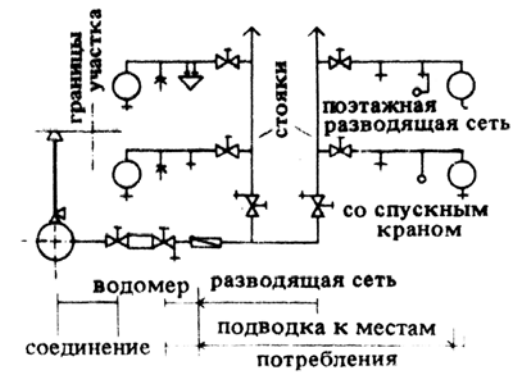 границы
участка
стояки
поэтажная
разводящая сеть
со спускным
краном
водомер
разводящая сеть
подводка к местам
соединение
потребления